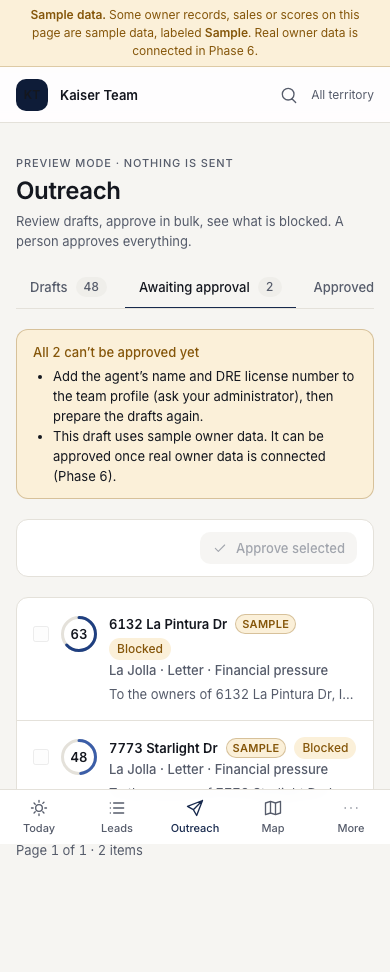 Sample data. Some owner records, sales or scores on this
page are sample data, labeled Sample. Real owner data is
connected in Phase 6.
Kaiser Team
All territory
PREVIEW MODE · NOTHING IS SENT
Outreach
Review drafts, approve in bulk, see what is blocked. A
person approves everything.
Drafts 48 Awaiting approval 2 Approved
All 2 can’t be approved yet
• Add the agent’s name and DRE license number to
the team profile (ask your administrator), then
prepare the drafts again.
• This draft uses sample owner data. It can be
approved once real owner data is connected
(Phase 6).
Approve selected
63 6132 La Pintura Dr SAMPLE
Blocked
La Jolla · Letter · Financial pressure
To the owners of 6132 La Pintura Dr, I…
48 7773 Starlight Dr SAMPLE Blocked
La Jolla · Letter · Financial pressure
Today Leads Outreach Map More
Page 1 of 1 · 2 items